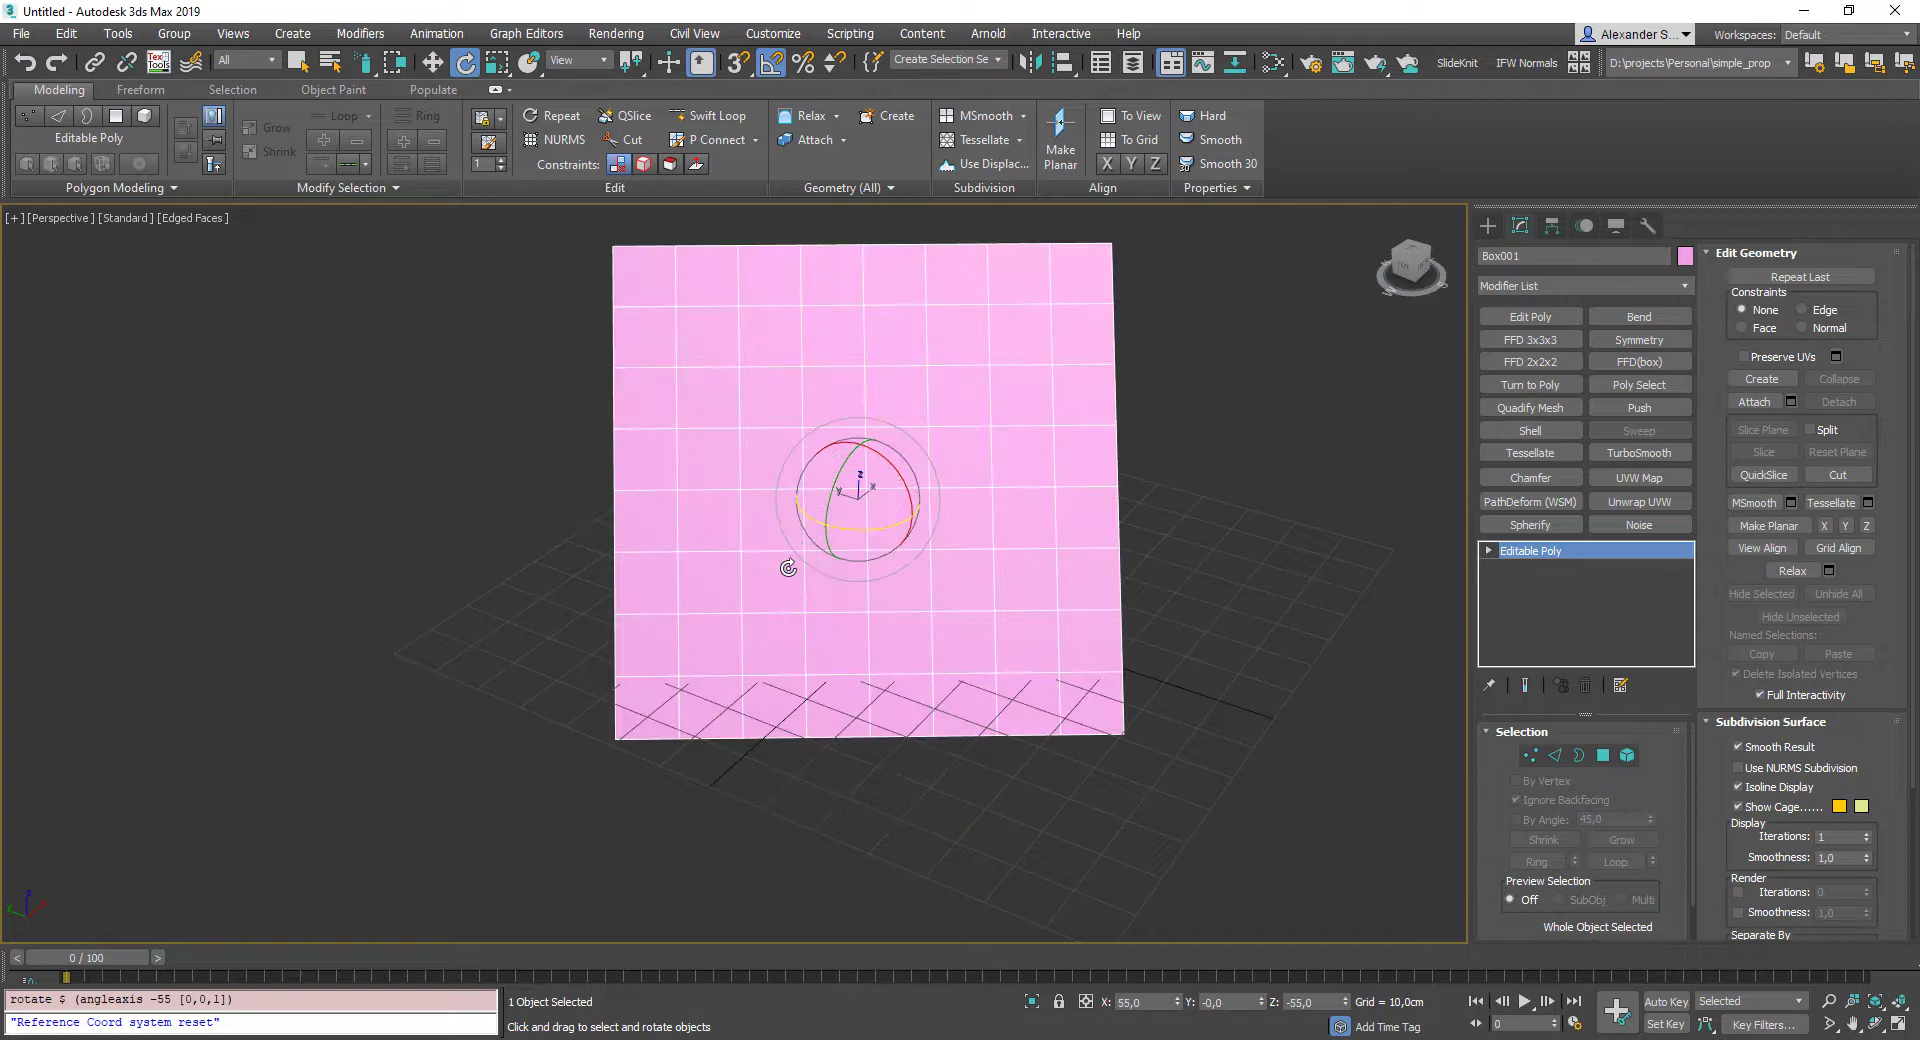 Untitled - Autodesk 3ds Max 2019
File Edit Tools Group Views Create Modifiers Animation Graph Editors Rendering Civil View Customize Scripting Content Arnold Interactive Help
Alexander S... Workspaces: Default
All View Create Selection Se SlideKnit IFW Normals D:\projects\Personal\simple_prop
Modeling Freeform Selection Object Paint Populate
Loop Ring Repeat QSlice Swift Loop Relax Create MSmooth To View Hard
Editable Poly Grow NURMS Cut P Connect Attach Tessellate Make Planar To Grid Smooth
Shrink 1 Constraints: Use Displac... X Y Z Smooth 30
Polygon Modeling Modify Selection Edit Geometry (All) Subdivision Align Properties
[+] [Perspective] [Standard] [Edged Faces]
z
y x
z
y
Box001
Modifier List
Edit Poly Bend
FFD 3x3x3 Symmetry
FFD 2x2x2 FFD(box)
Turn to Poly Poly Select
Quadify Mesh Push
Shell Sweep
Tessellate TurboSmooth
Chamfer UVW Map
PathDeform (WSM) Unwrap UVW
Spherify Noise
Editable Poly
Selection
By Vertex
Ignore Backfacing
By Angle: 45,0
Shrink Grow
Ring Loop
Preview Selection
Off SubObj Multi
Whole Object Selected
Edit Geometry
Repeat Last
Constraints
None Edge
Face Normal
Preserve UVs
Create Collapse
Attach Detach
Slice Plane Split
Slice Reset Plane
QuickSlice Cut
MSmooth Tessellate
Make Planar X Y Z
View Align Grid Align
Relax
Hide Selected Unhide All
Hide Unselected
Named Selections:
Copy Paste
Delete Isolated Vertices
Full Interactivity
Subdivision Surface
Smooth Result
Use NURMS Subdivision
Isoline Display
Show Cage......
Display
Iterations: 1
Smoothness: 1,0
Render
Iterations: 0
Smoothness: 1,0
Separate By
< 0 / 100 >
rotate $ (angleaxis -55 [0,0,1])
"Reference Coord system reset"
1 Object Selected
Click and drag to select and rotate objects
X: 55,0 Y: -0,0 Z: -55,0 Grid = 10,0cm
Add Time Tag
0
Auto Key Selected
Set Key Key Filters...